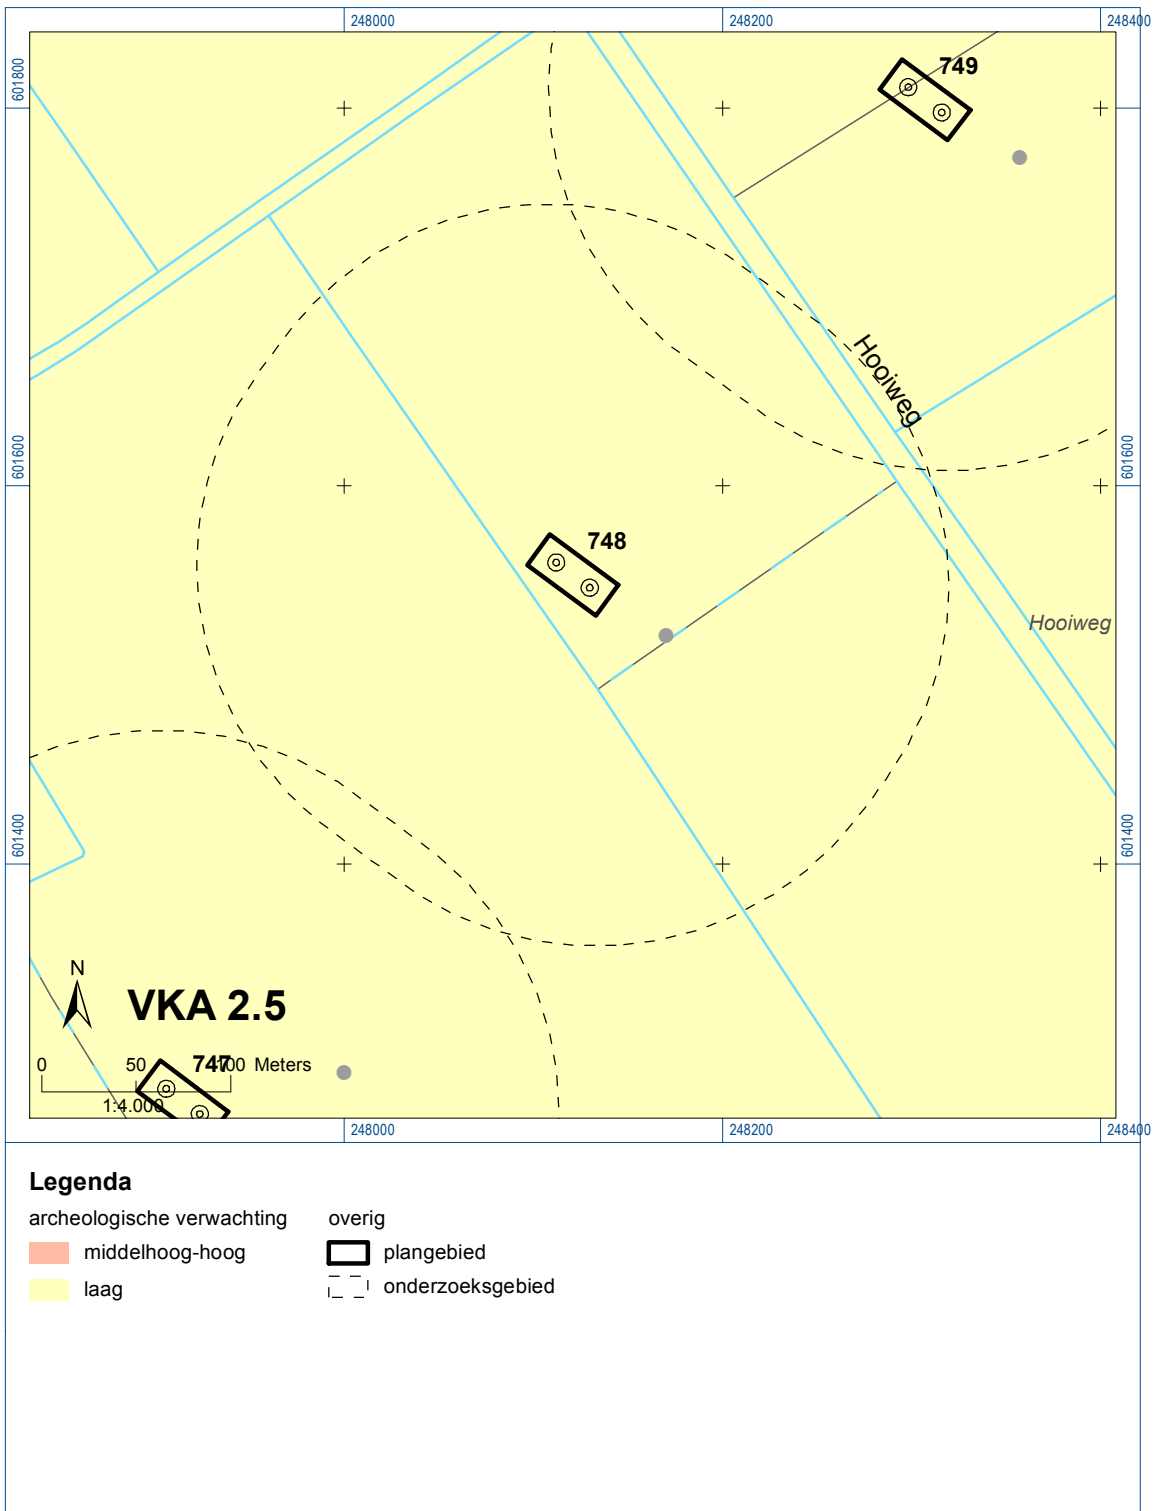 248000
248200
248400
601800
749
Hooiweg
601600
601600
748
Hooiweg
601400
601400
N
VKA 2.5
747
0 50 100 Meters
1:4.000
248000
248200
248400
Legenda
archeologische verwachting
middelhoog-hoog
laag
overig
plangebied
onderzoeksgebied